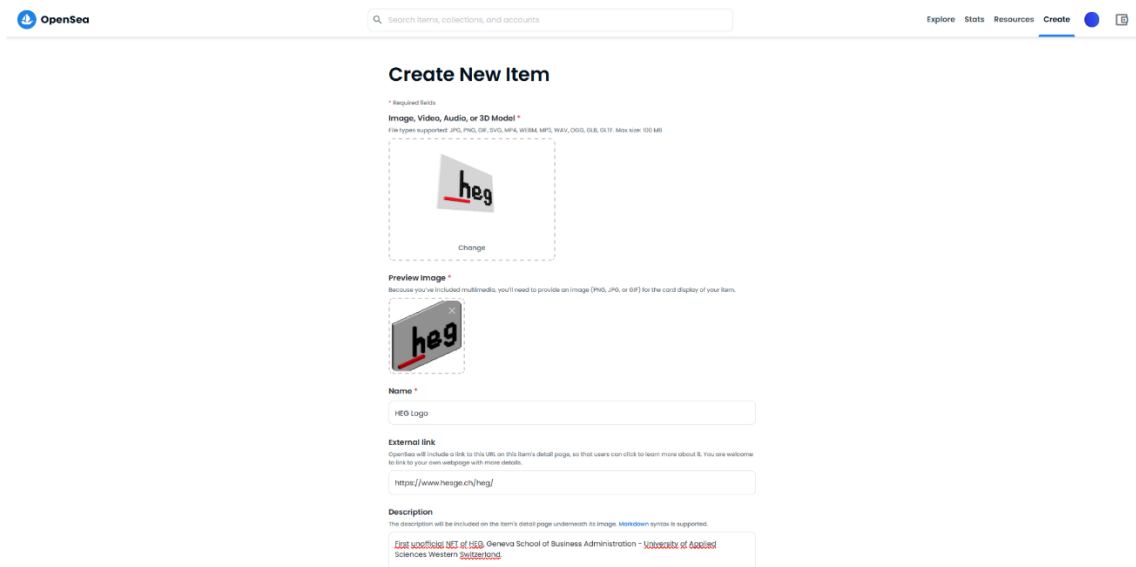 OpenSea
Search items, collections, and accounts
Explore Stats Resources Create
Create New Item
* Required fields
Image, Video, Audio, or 3D Model *
File types supported: JPG, PNG, GIF, SVG, MP4, WEBM, MP3, WAV, OGG, GLB, GLTF. Max size: 100 MB
heg
Change
Preview Image *
Because you've included multimedia, you'll need to provide an image (PNG, JPG, or GIF) for the card display of your item.
heg
Name *
HEG Logo
External link
OpenSea will include a link to this URL on this item's detail page, so that users can click to learn more about it. You are welcome
to link to your own webpage with more details.
https://www.hesge.ch/heg/
Description
The description will be included on the item's detail page underneath its image. Markdown syntax is supported.
First unofficial NFT of HEG, Geneva School of Business Administration - University of Applied
Sciences Western Switzerland.